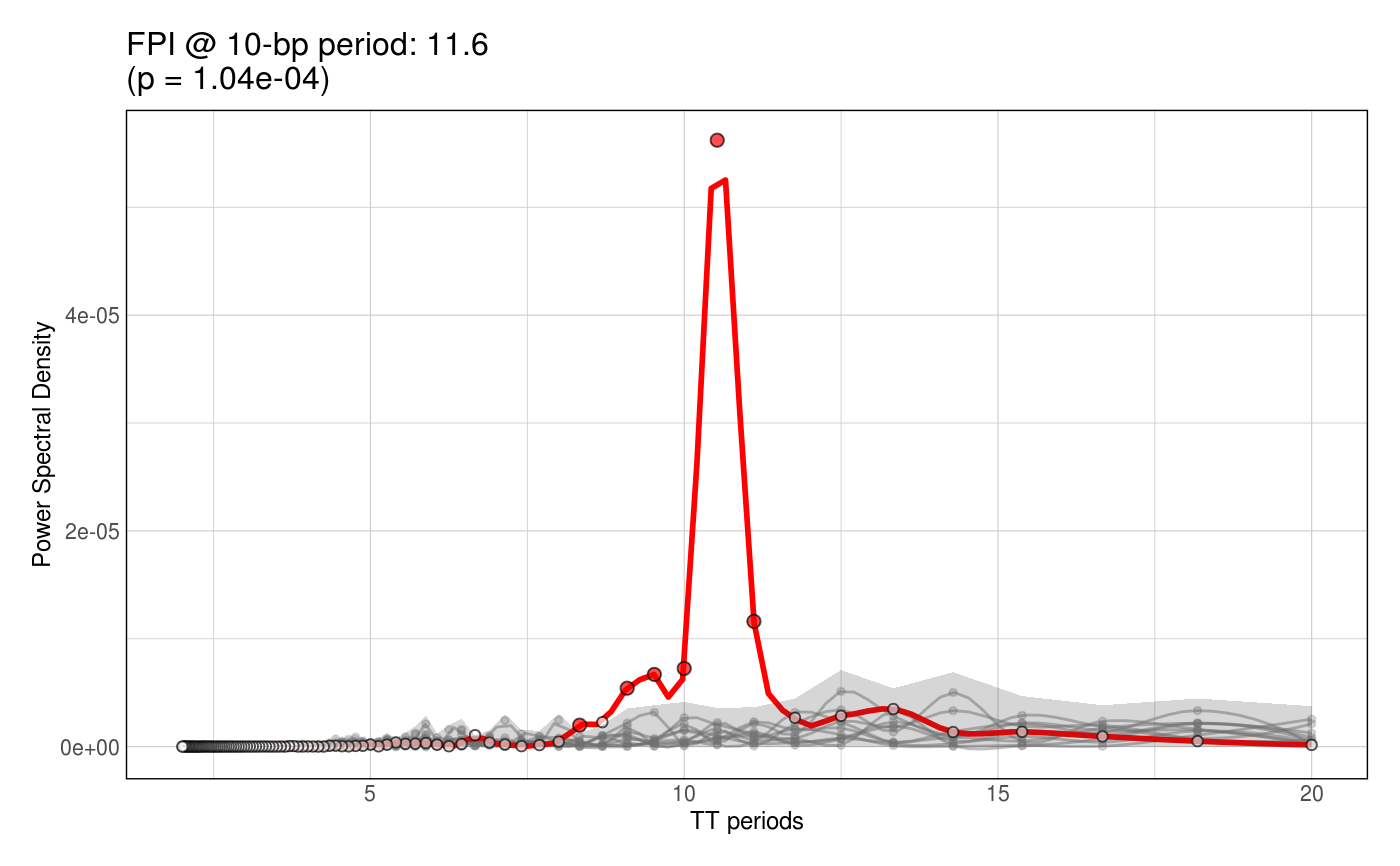 FPI @ 10-bp period: 11.6
(p = 1.04e-04)
Power Spectral Density
4e-05
2e-05
0e+00
5
10
15
20
TT periods